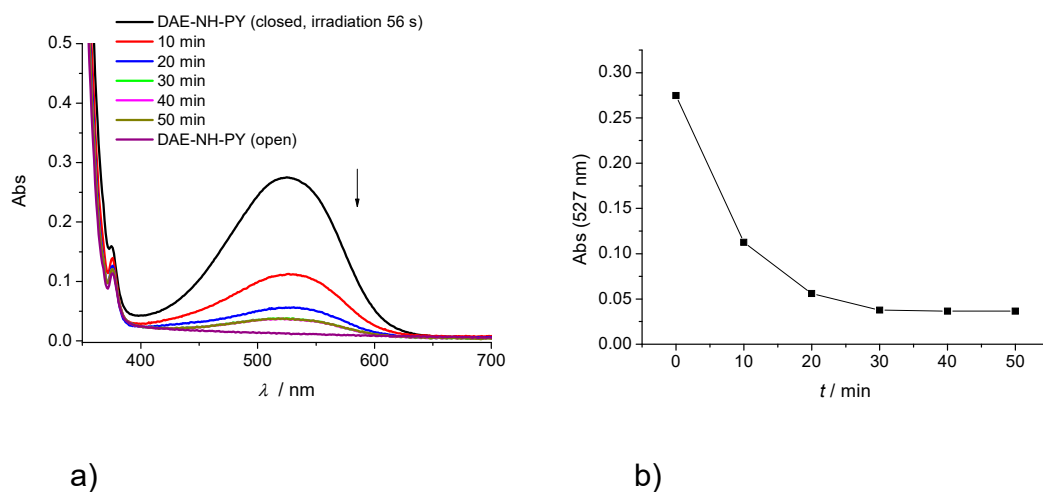 DAE-NH-PY (closed, irradiation 56 s)
10 min
20 min
30 min
40 min
50 min
DAE-NH-PY (open)
0.5
0.4
0.3
0.2
0.1
0.0
Abs
400
500
600
700
λ / nm
a)
0.30
0.25
0.20
0.15
0.10
0.05
0.00
Abs (527 nm)
0
10
20
30
40
50
t / min
b)